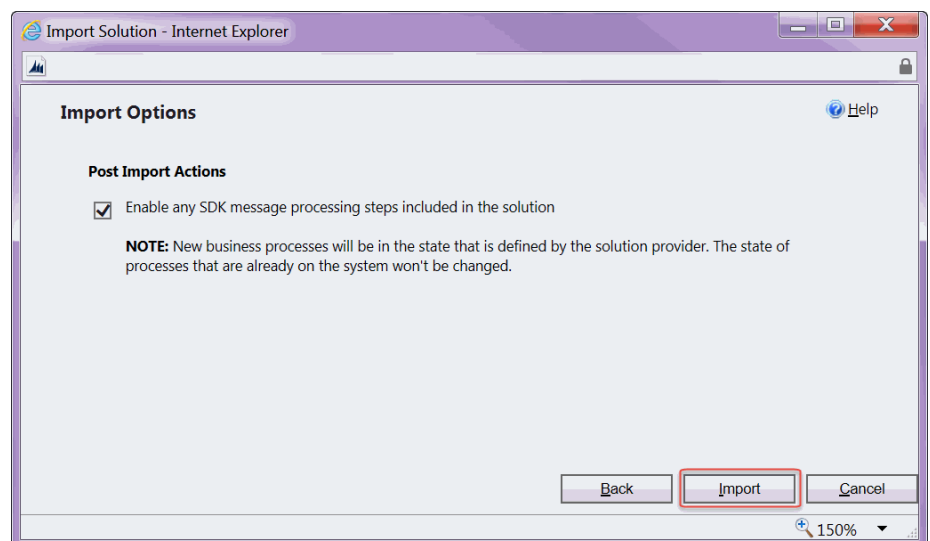 Import Solution - Internet Explorer
Import Options
Help
Post Import Actions
Enable any SDK message processing steps included in the solution
NOTE: New business processes will be in the state that is defined by the solution provider. The state of
processes that are already on the system won't be changed.
Back Import Cancel
150%